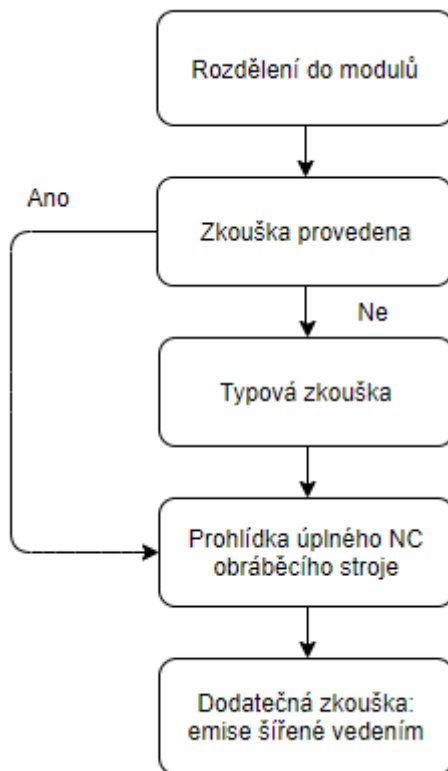 Rozdělení do modulů
Ano
Zkouška provedena
Ne
Typová zkouška
Prohlídka úplného NC
obráběcího stroje
Dodatečná zkouška:
emise šířené vedením